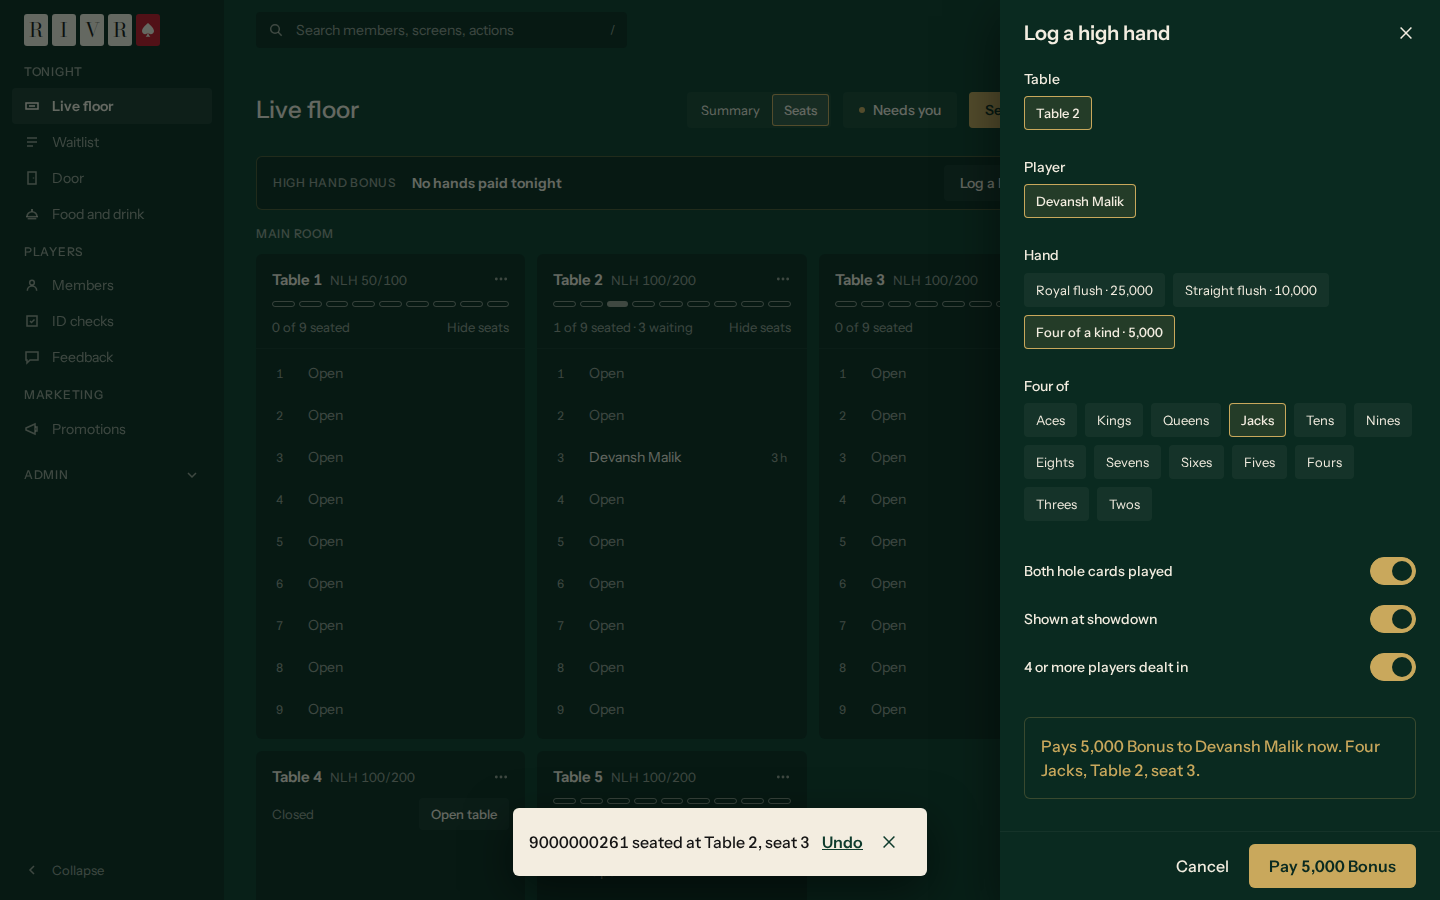 RIVR
Search members, screens, actions /
TONIGHT
Live floor
Waitlist
Door
Food and drink
PLAYERS
Members
ID checks
Feedback
MARKETING
Promotions
ADMIN
Collapse
Live floor
Summary Seats Needs you
HIGH HAND BONUS No hands paid tonight
MAIN ROOM
Table 1 NLH 50/100
0 of 9 seated Hide seats
1 Open
2 Open
3 Open
4 Open
5 Open
6 Open
7 Open
8 Open
9 Open
Table 2 NLH 100/200
1 of 9 seated · 3 waiting Hide seats
1 Open
2 Open
3 Devansh Malik 3 h
4 Open
5 Open
6 Open
7 Open
8 Open
9 Open
Table 3 NLH 100/200
0 of 9 seated
1 Open
2 Open
3 Open
4 Open
5 Open
6 Open
7 Open
8 Open
9 Open
Table 4 NLH 100/200
Closed Open table
Table 5 NLH 100/200
9000000261 seated at Table 2, seat 3 Undo
Log a high hand
Table
Table 2
Player
Devansh Malik
Hand
Royal flush · 25,000 Straight flush · 10,000
Four of a kind · 5,000
Four of
Aces Kings Queens Jacks Tens Nines
Eights Sevens Sixes Fives Fours
Threes Twos
Both hole cards played
Shown at showdown
4 or more players dealt in
Pays 5,000 Bonus to Devansh Malik now. Four
Jacks, Table 2, seat 3.
Cancel Pay 5,000 Bonus